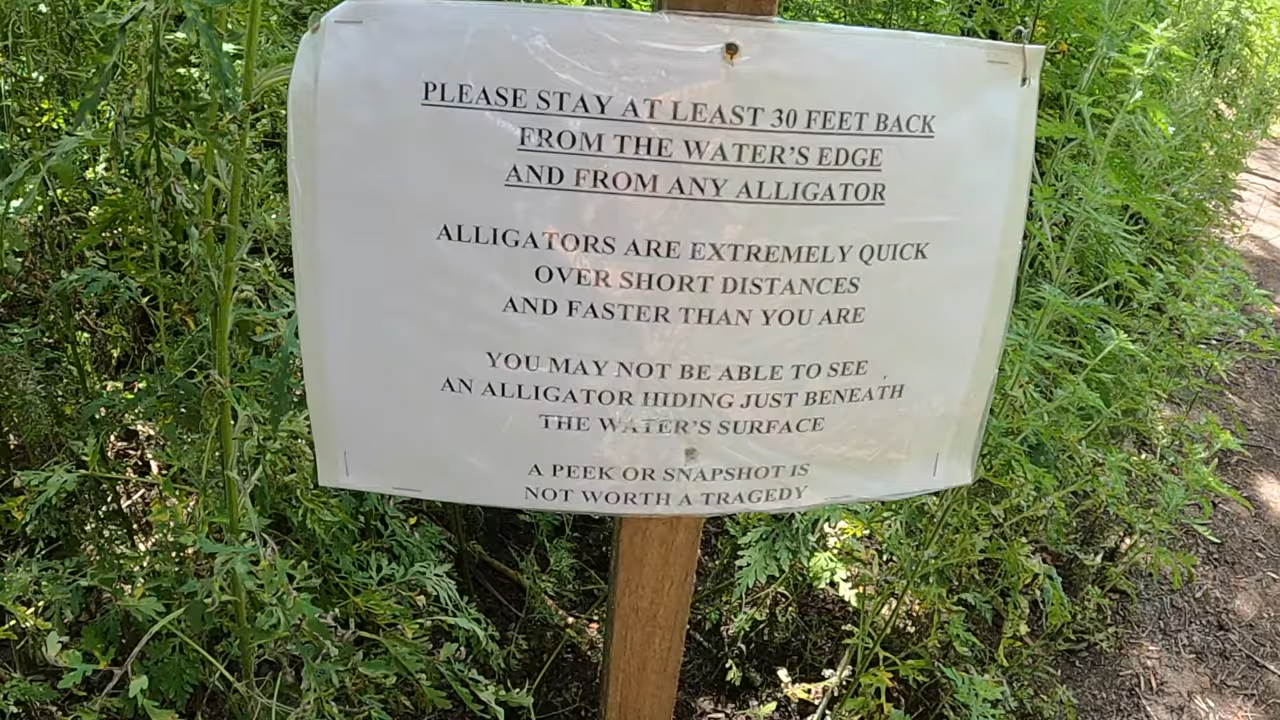 PLEASE STAY AT LEAST 30 FEET BACK
FROM THE WATER'S EDGE
AND FROM ANY ALLIGATOR
ALLIGATORS ARE EXTREMELY QUICK
OVER SHORT DISTANCES
AND FASTER THAN YOU ARE
YOU MAY NOT BE ABLE TO SEE
AN ALLIGATOR HIDING JUST BENEATH
THE WATER'S SURFACE
A PEEK OR SNAPSHOT IS
NOT WORTH A TRAGEDY